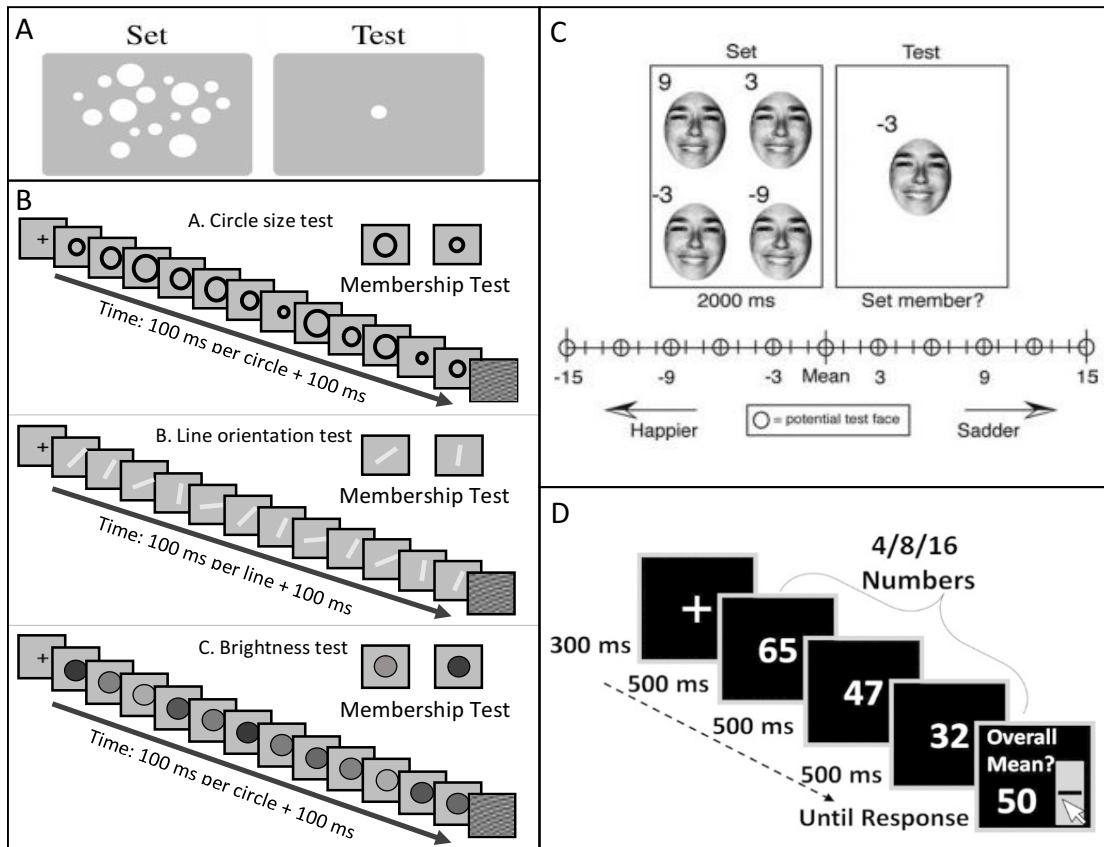 A
Set Test
B
A. Circle size test
+
Membership Test
Time: 100 ms per circle + 100 ms
B. Line orientation test
+
Membership Test
Time: 100 ms per line + 100 ms
C. Brightness test
+
Membership Test
Time: 100 ms per circle + 100 ms
C
Set Test
9 3
-3
-3 -9
2000 ms Set member?
-15 -9 -3 Mean 3 9 15
Happier O = potential test face Sadder
D
4/8/16
Numbers
+
300 ms
65
500 ms
47
500 ms
32
500 ms
Overall
Mean?
50
Until Response